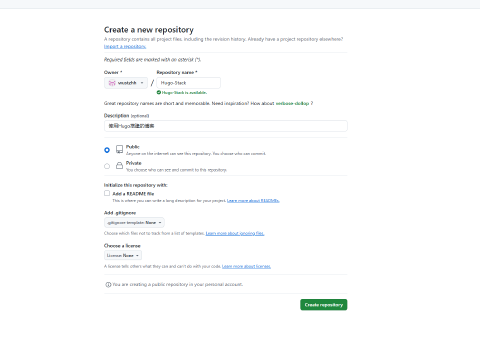 Create a new repository
A repository contains all project files, including the revision history. Already have a project repository elsewhere?
Import a repository.
Required fields are marked with an asterisk (*).
Owner * Repository name *
wustzhh / Hugo-Stack
Hugo-Stack is available.
Great repository names are short and memorable. Need inspiration? How about verbose-dollop ?
Description (optional)
使用Hugo搭建的博客
Public
Anyone on the internet can see this repository. You choose who can commit.
Private
You choose who can see and commit to this repository.
Initialize this repository with:
Add a README file
This is where you can write a long description for your project. Learn more about READMEs.
Add .gitignore
.gitignore template: None
Choose which files not to track from a list of templates. Learn more about ignoring files.
Choose a license
License: None
A license tells others what they can and can't do with your code. Learn more about licenses.
You are creating a public repository in your personal account.
Create repository